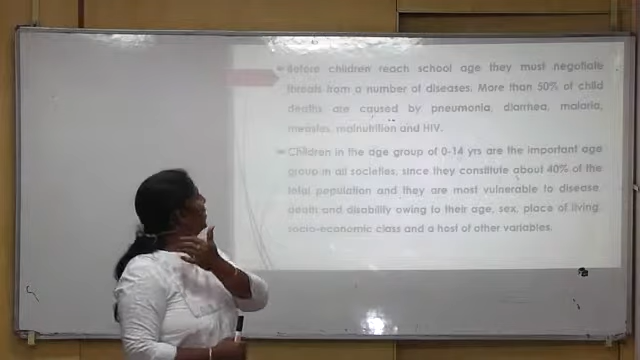 Before children reach school age they must negotiate
threats from a number of diseases. More than 50% of child
deaths are caused by pneumonia, diarrhea, malaria,
measles, malnutrition and HIV.
Children in the age group of 0-14 yrs are the important age
group in all societies, since they constitute about 40% of the
total population and they are most vulnerable to disease,
death and disability owing to their age, sex, place of living,
socio-economic class and a host of other variables.